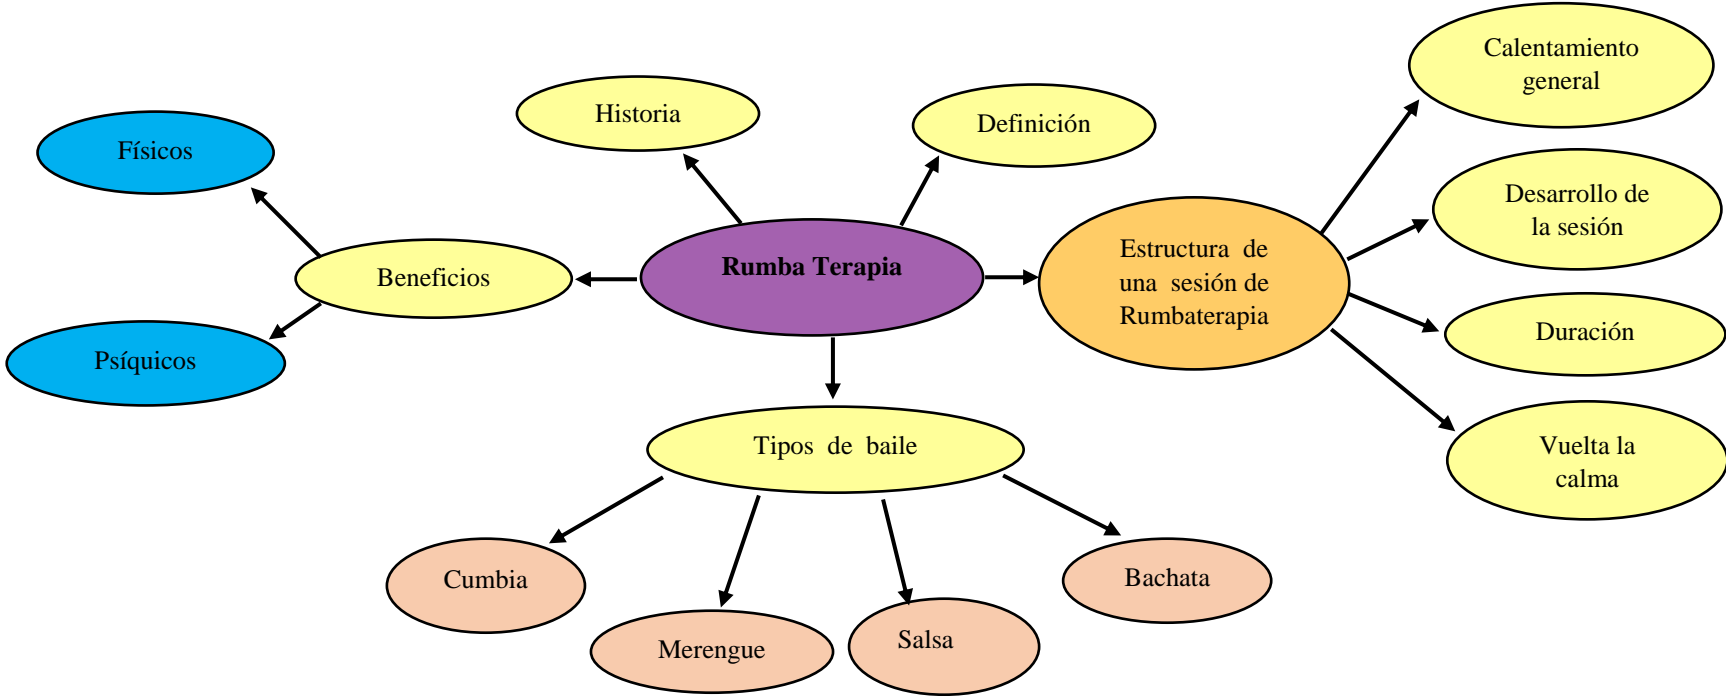 Calentamiento
general
Historia
Definición
Físicos
Desarrollo de
la sesión
Rumba Terapia
Estructura de
una sesión de
Rumbaterapia
Beneficios
Duración
Psíquicos
Tipos de baile
Vuelta la
calma
Cumbia
Bachata
Merengue
Salsa